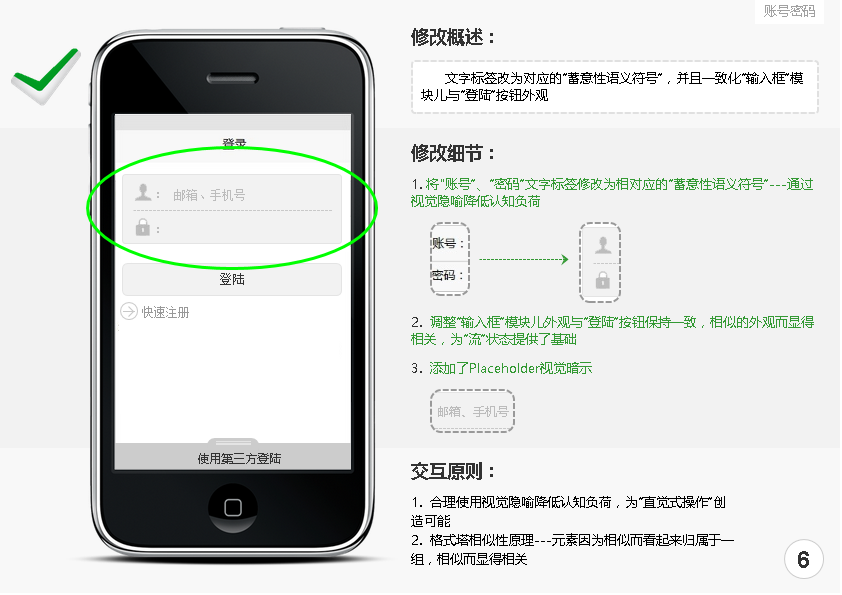 账号密码
修改概述：
文字标签改为对应的"蓄意性语义符号"，并且一致化"输入框"模
块儿与"登陆"按钮外观
登录
：邮箱、手机号
：
登陆
快速注册
使用第三方登陆
修改细节：
1. 将"账号"、"密码"文字标签修改为相对应的"蓄意性语义符号"---通过
视觉隐喻降低认知负荷
账号：
密码：
2. 调整"输入框"模块儿外观与"登陆"按钮保持一致，相似的外观而显得
相关，为"流"状态提供了基础
3. 添加了Placeholder视觉暗示
邮箱、手机号
交互原则：
1. 合理使用视觉隐喻降低认知负荷，为"直觉式操作"创
造可能
2. 格式塔相似性原理---元素因为相似而看起来归属于一
组，相似而显得相关
6